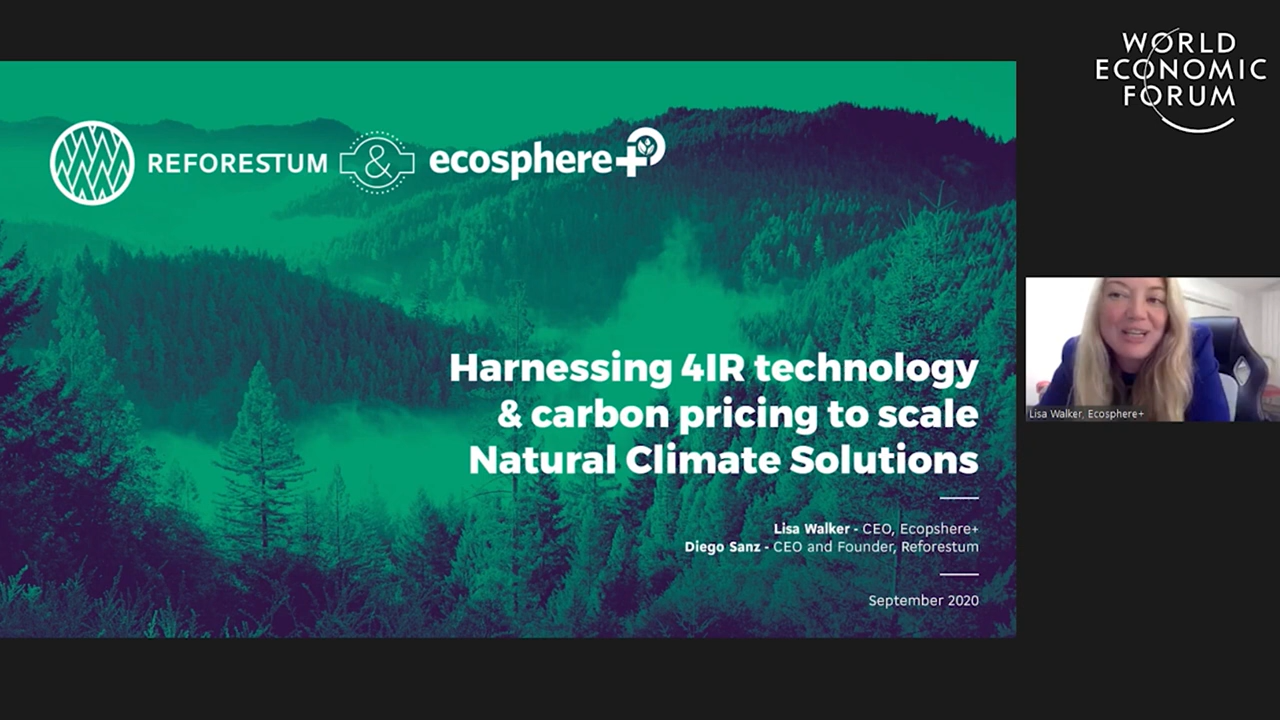 WORLD
ECONOMIC
FORUM
REFORESTUM & ecosphere+
Harnessing 4IR technology
& carbon pricing to scale
Natural Climate Solutions
Lisa Walker - CEO, Ecopshere+
Diego Sanz - CEO and Founder, Reforestum
September 2020
Lisa Walker, Ecosphere+